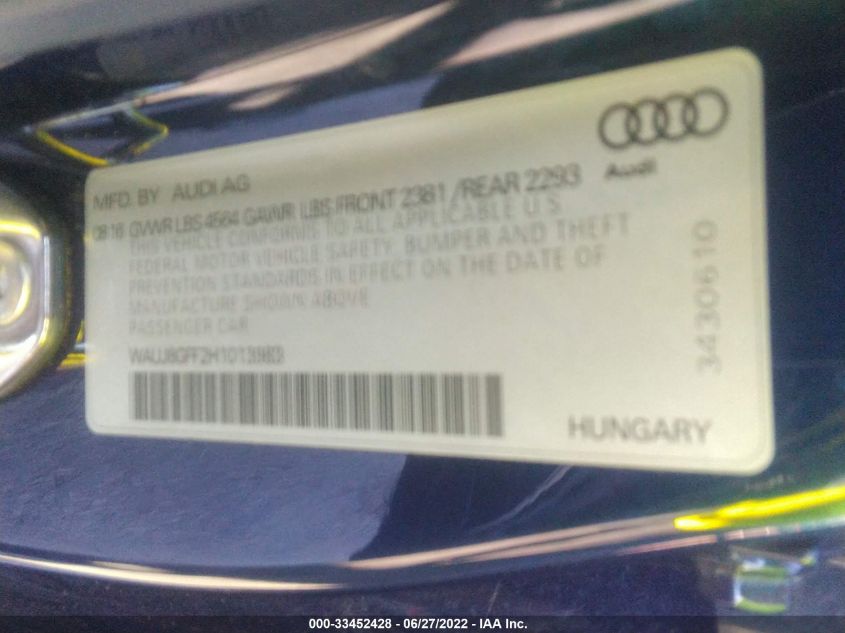 MFD. BY AUDI AG
08 16 GVWR LBS 4564 GAWR LBS FRONT 2381 / REAR 2293
THIS VEHICLE CONFORMS TO ALL APPLICABLE U.S.
FEDERAL MOTOR VEHICLE SAFETY, BUMPER AND THEFT
PREVENTION STANDARDS IN EFFECT ON THE DATE OF
MANUFACTURE SHOWN ABOVE
PASSENGER CAR
WAUJ8GFF2H1013983
Audi
3430610
HUNGARY
000-33452428 - 06/27/2022 - IAA Inc.